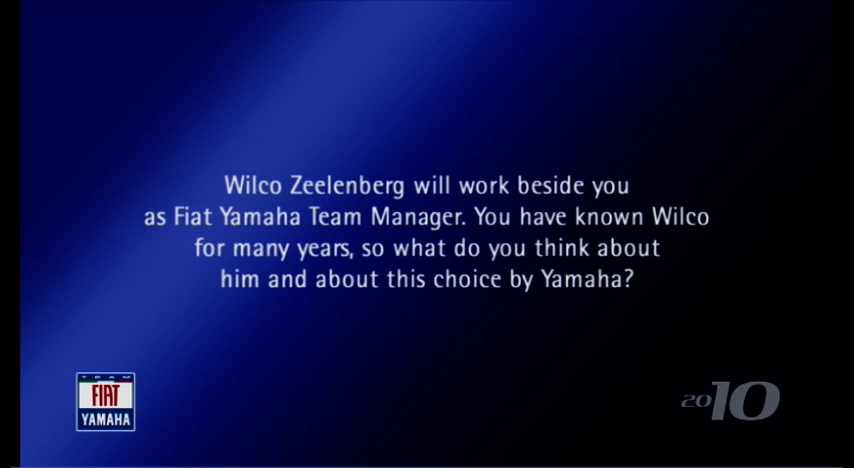 Wilco Zeelenberg will work beside you
as Fiat Yamaha Team Manager. You have known Wilco
for many years, so what do you think about
him and about this choice by Yamaha?
TEAM
FIAT
YAMAHA
2010